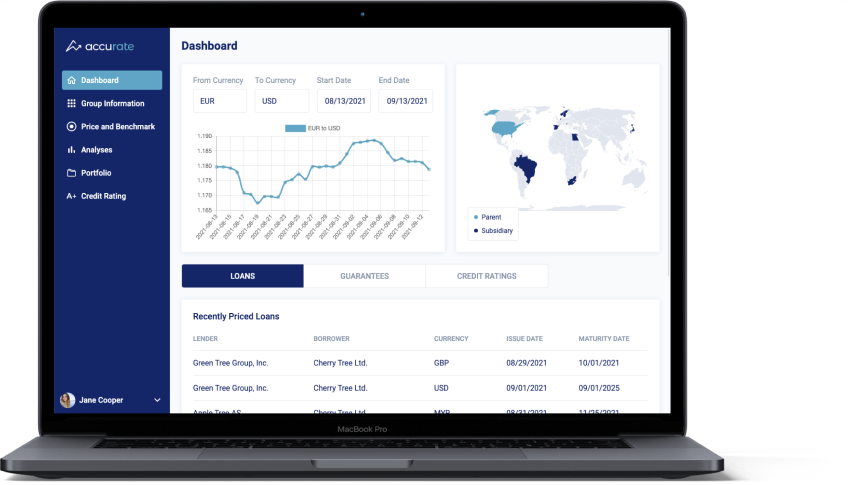 accurate
Dashboard
Dashboard
Group Information
Price and Benchmark
Analyses
Portfolio
A+ Credit Rating
Jane Cooper
From Currency To Currency Start Date End Date
EUR USD 08/13/2021 09/13/2021
EUR to USD
1.190
1.185
1.180
1.175
1.170
1.165
2021-08-13 2021-08-15 2021-08-17 2021-08-19 2021-08-21 2021-08-23 2021-08-25 2021-08-27 2021-08-29 2021-08-31 2021-09-02 2021-09-04 2021-09-06 2021-09-08 2021-09-10 2021-09-12
Parent
Subsidiary
LOANS GUARANTEES CREDIT RATINGS
Recently Priced Loans
LENDER BORROWER CURRENCY ISSUE DATE MATURITY DATE
Green Tree Group, Inc. Cherry Tree Ltd. GBP 08/29/2021 10/01/2021
Green Tree Group, Inc. Cherry Tree Ltd. USD 09/01/2021 09/01/2025
Apple Tree AS Cherry Tree Ltd. MYR 08/31/2021 11/25/2021
MacBook Pro